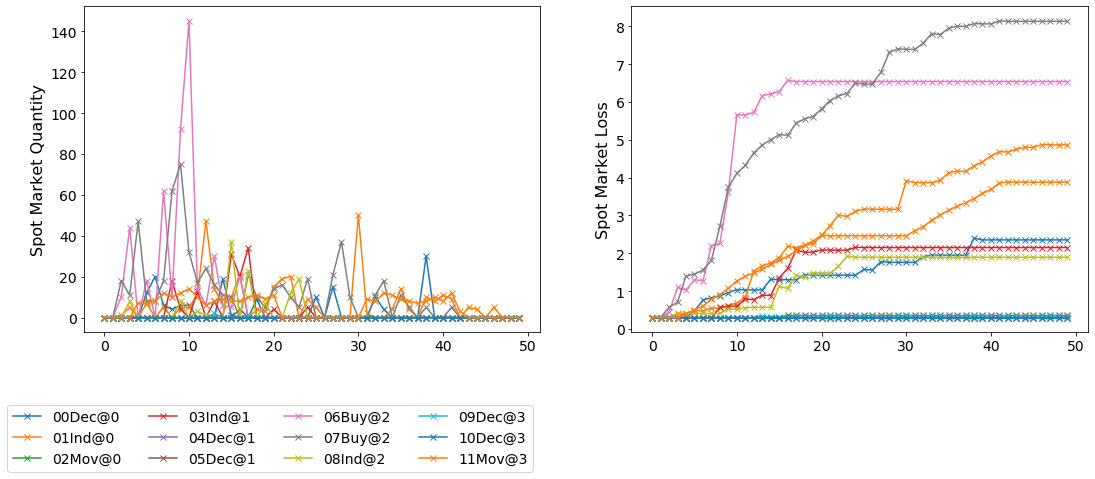 Spot Market Quantity
140
120
100
80
60
40
20
0
0 10 20 30 40 50
Spot Market Loss
8
7
6
5
4
3
2
1
0
0 10 20 30 40 50
00Dec@0 03Ind@1 06Buy@2 09Dec@3
01Ind@0 04Dec@1 07Buy@2 10Dec@3
02Mov@0 05Dec@1 08Ind@2 11Mov@3